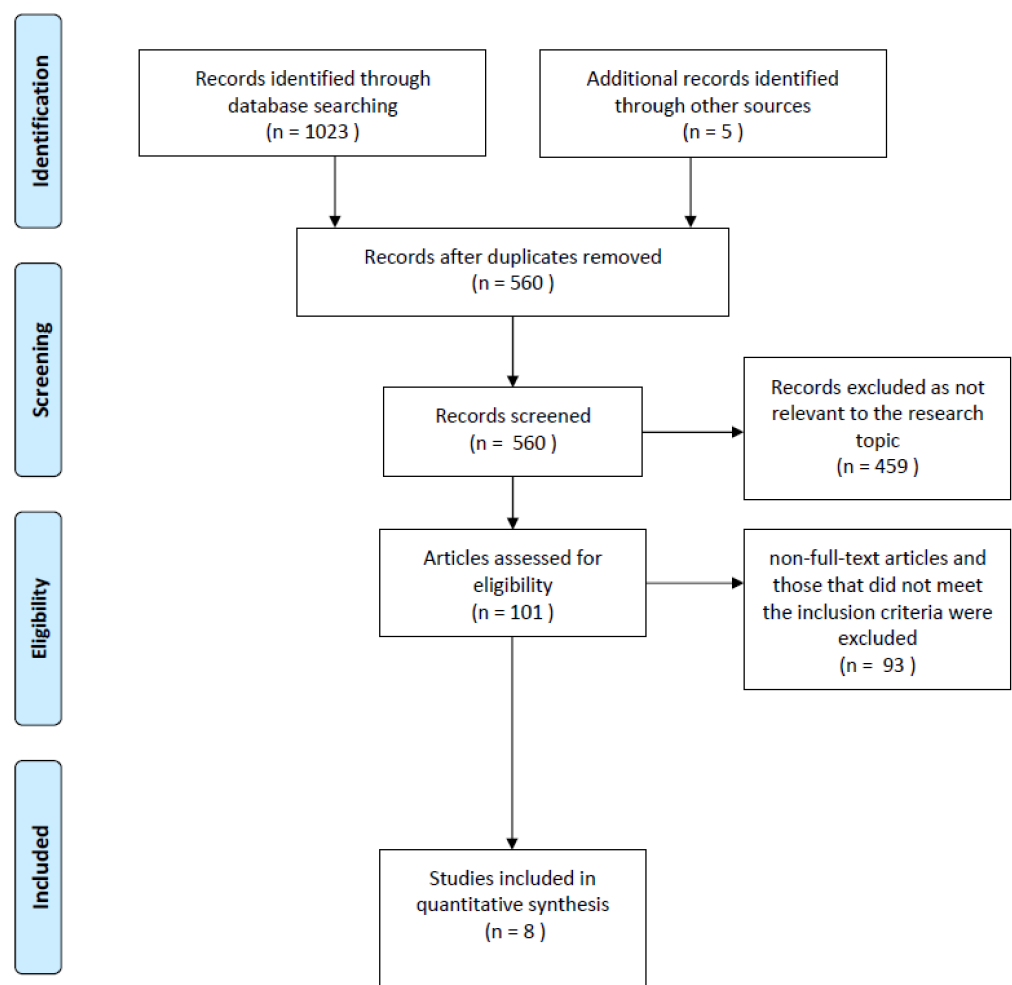 Identification
Records identified through
database searching
(n = 1023 )
Additional records identified
through other sources
(n = 5 )
Records after duplicates removed
(n = 560 )
Screening
Records screened
(n =  560 )
Records excluded as not
relevant to the research
topic
(n = 459 )
Eligibility
Articles assessed for
eligibility
(n = 101 )
non-full-text articles and
those that did not meet
the inclusion criteria were
excluded
(n =  93 )
Included
Studies included in
quantitative synthesis
(n = 8 )